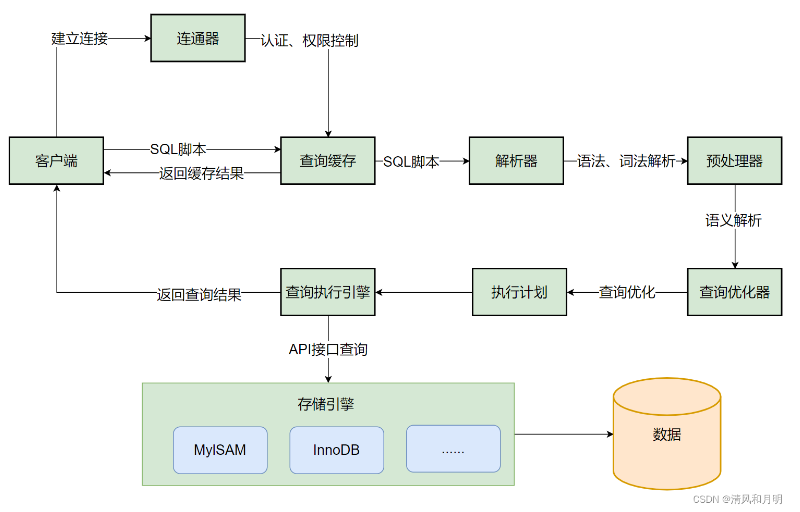 建立连接
连通器
认证、权限控制
客户端
SQL脚本
返回缓存结果
查询缓存
SQL脚本
解析器
语法、词法解析
预处理器
语义解析
返回查询结果
查询执行引擎
执行计划
查询优化
查询优化器
API接口查询
存储引擎
MyISAM
InnoDB
......
数据
CSDN @清风和月明